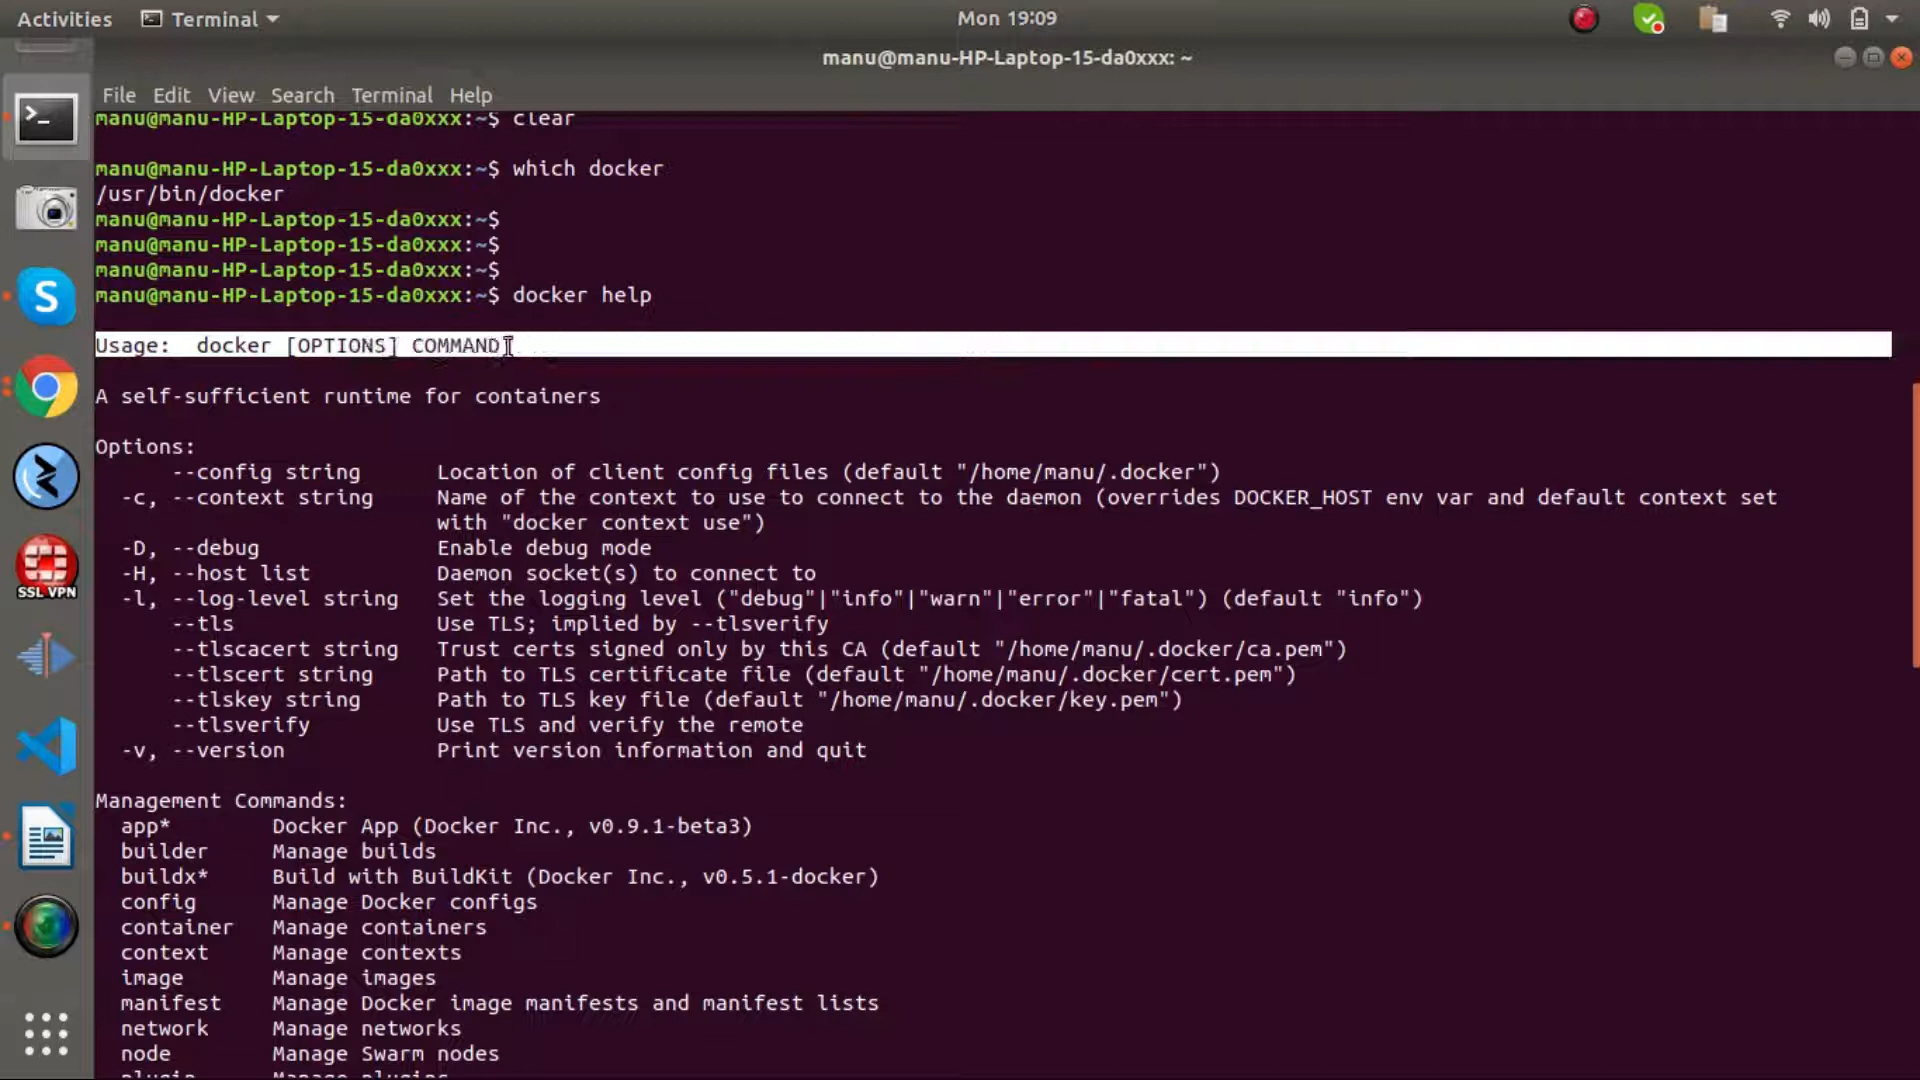 Activities Terminal Mon 19:09
manu@manu-HP-Laptop-15-da0xxx: ~
File Edit View Search Terminal Help
manu@manu-HP-Laptop-15-da0xxx:~$ clear
manu@manu-HP-Laptop-15-da0xxx:~$ which docker
/usr/bin/docker
manu@manu-HP-Laptop-15-da0xxx:~$
manu@manu-HP-Laptop-15-da0xxx:~$
manu@manu-HP-Laptop-15-da0xxx:~$
manu@manu-HP-Laptop-15-da0xxx:~$ docker help
Usage:  docker [OPTIONS] COMMAND
A self-sufficient runtime for containers
Options:
--config string Location of client config files (default "/home/manu/.docker")
-c, --context string Name of the context to use to connect to the daemon (overrides DOCKER_HOST env var and default context set
with "docker context use")
-D, --debug Enable debug mode
-H, --host list Daemon socket(s) to connect to
-l, --log-level string Set the logging level ("debug"|"info"|"warn"|"error"|"fatal") (default "info")
--tls Use TLS; implied by --tlsverify
--tlscacert string Trust certs signed only by this CA (default "/home/manu/.docker/ca.pem")
--tlscert string Path to TLS certificate file (default "/home/manu/.docker/cert.pem")
--tlskey string Path to TLS key file (default "/home/manu/.docker/key.pem")
--tlsverify Use TLS and verify the remote
-v, --version Print version information and quit
Management Commands:
app* Docker App (Docker Inc., v0.9.1-beta3)
builder Manage builds
buildx* Build with BuildKit (Docker Inc., v0.5.1-docker)
config Manage Docker configs
container Manage containers
context Manage contexts
image Manage images
manifest Manage Docker image manifests and manifest lists
network Manage networks
node Manage Swarm nodes
plugin Manage plugins
SSL VPN